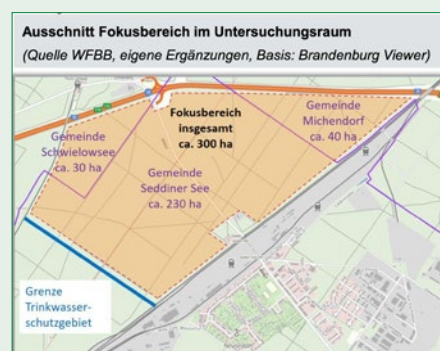 Ausschnitt Fokusbereich im Untersuchungsraum
(Quelle WFBB, eigene Ergänzungen, Basis: Brandenburg Viewer)
Fokusbereich
insgesamt
ca. 300 ha
Gemeinde
Michendorf
ca. 40 ha
Gemeinde
Schwielowsee
ca. 30 ha
Gemeinde
Seddiner See
ca. 230 ha
Grenze
Trinkwasser-
schutzgebiet